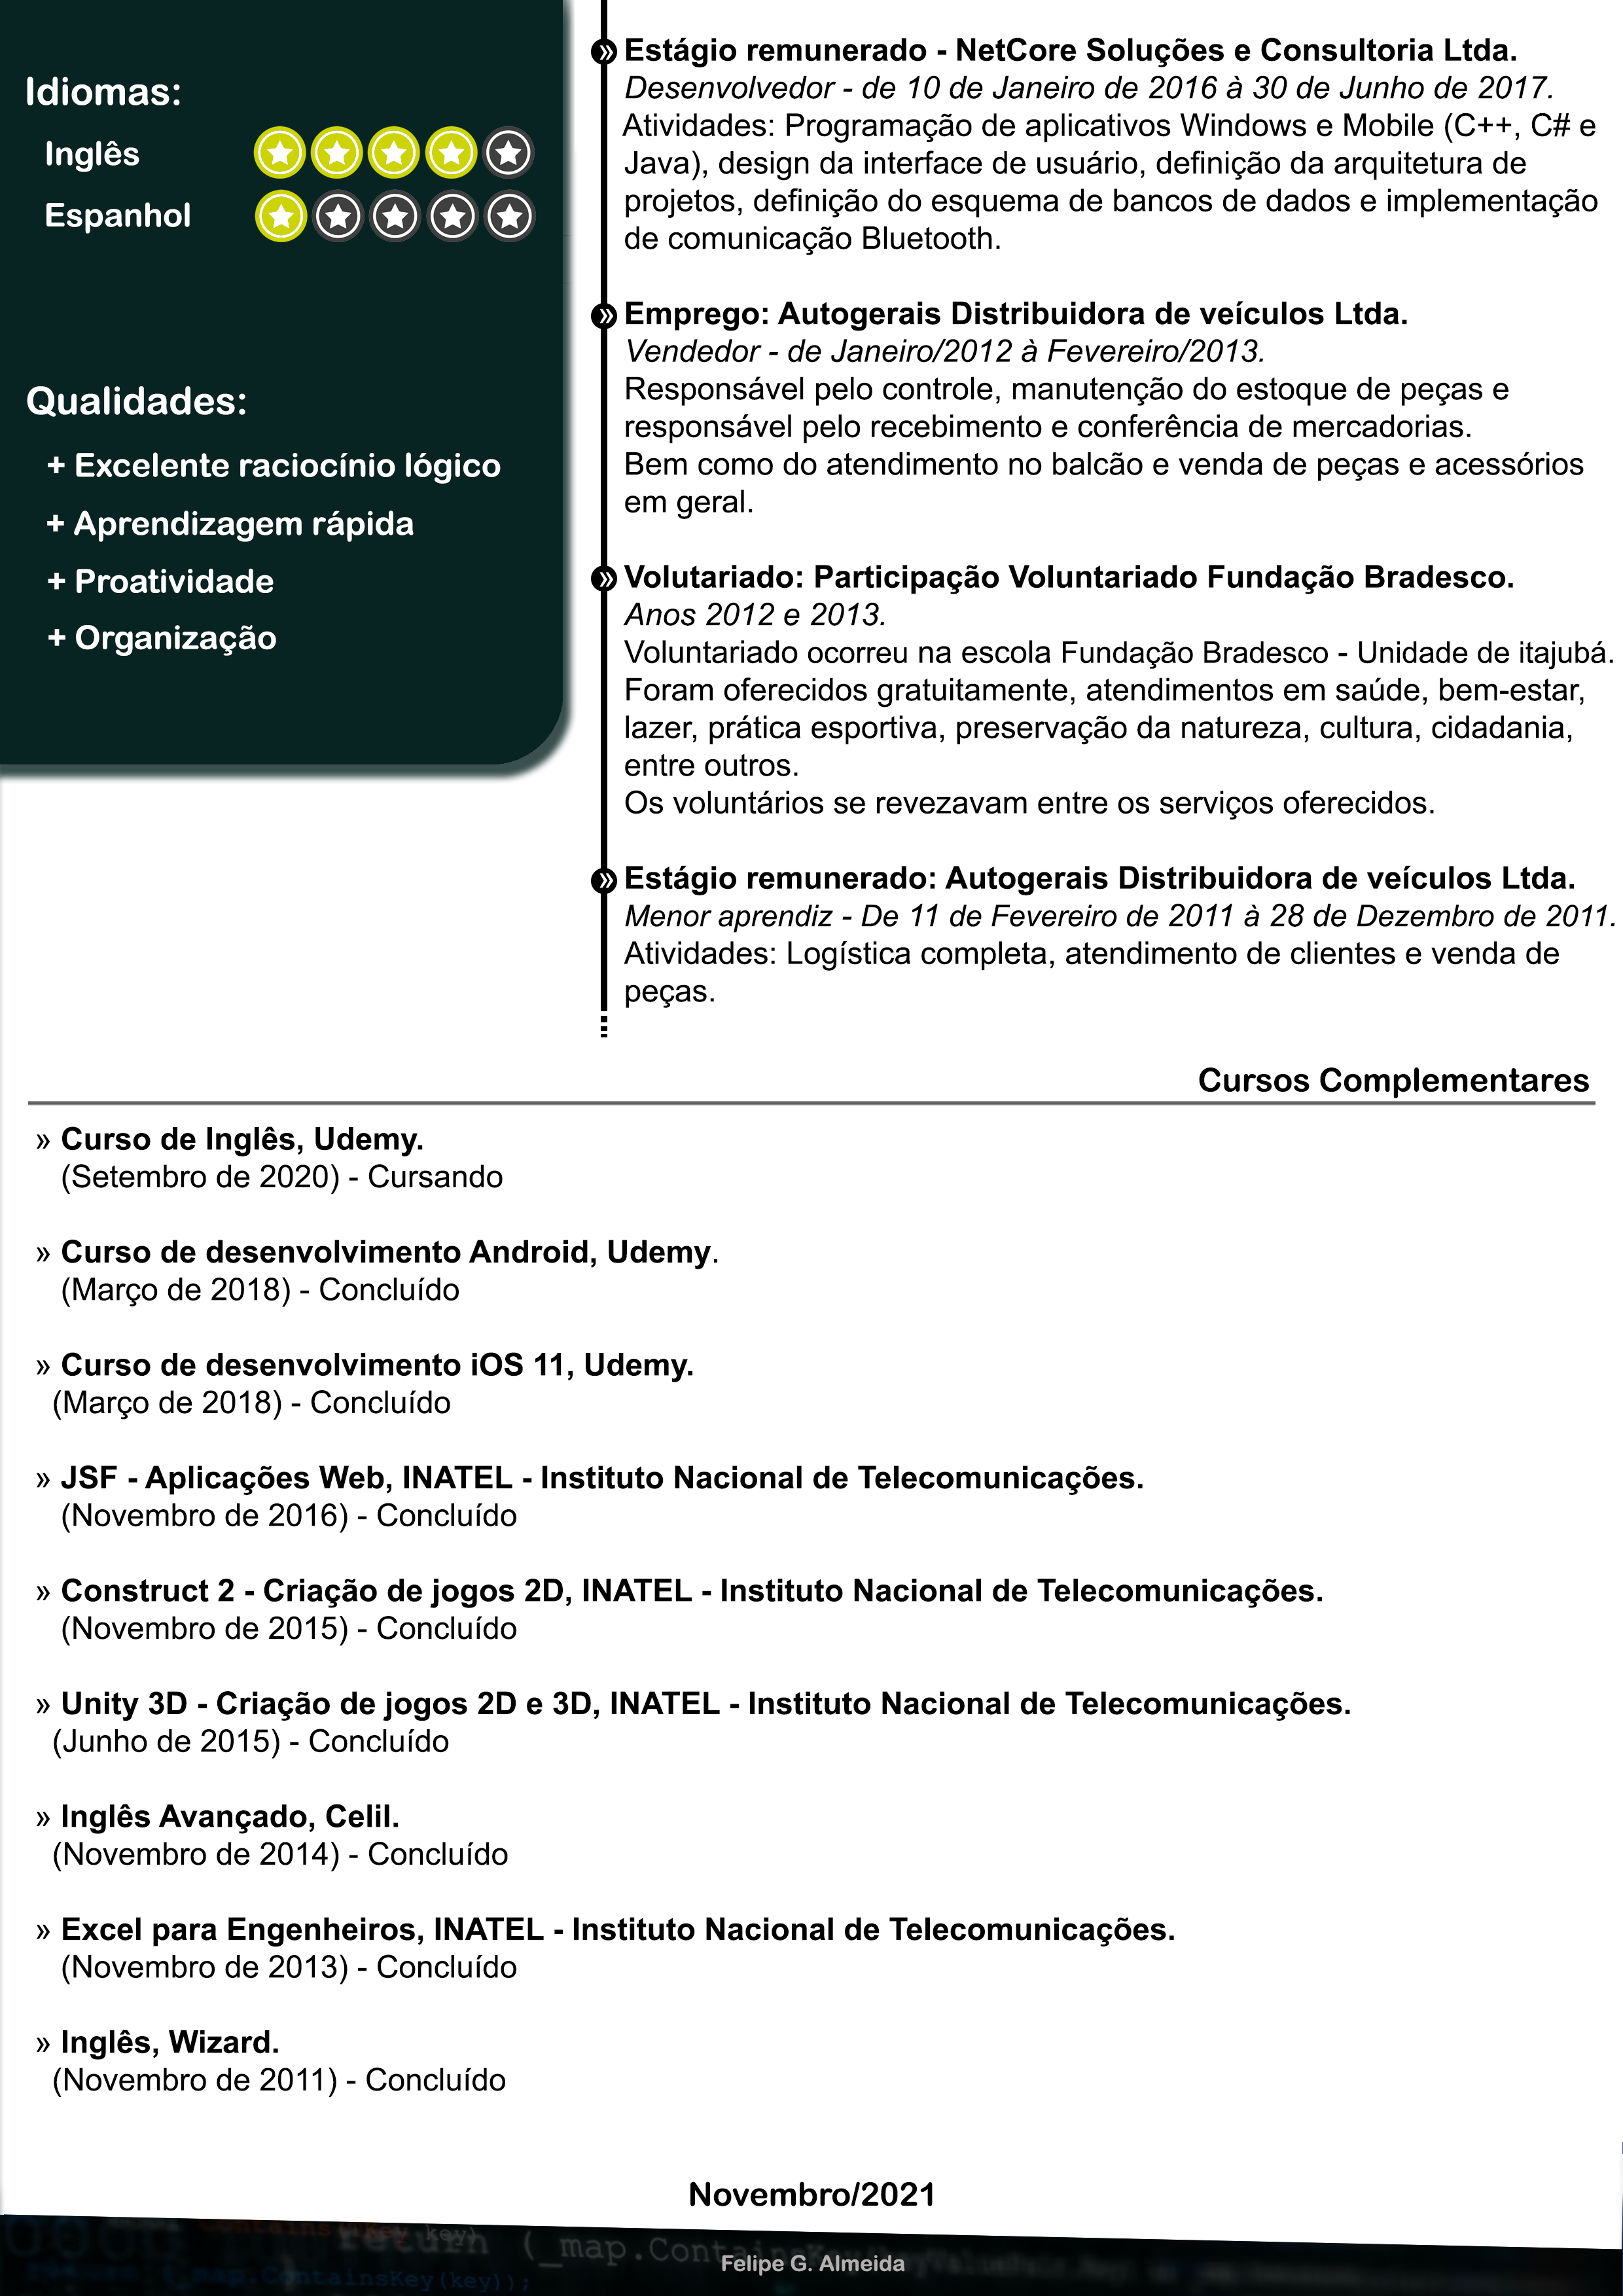 Idiomas:
Inglês
Espanhol
Qualidades:
+ Excelente raciocínio lógico
+ Aprendizagem rápida
+ Proatividade
+ Organização
Estágio remunerado - NetCore Soluções e Consultoria Ltda.
Desenvolvedor - de 10 de Janeiro de 2016 à 30 de Junho de 2017.
Atividades: Programação de aplicativos Windows e Mobile (C++, C# e
Java), design da interface de usuário, definição da arquitetura de
projetos, definição do esquema de bancos de dados e implementação
de comunicação Bluetooth.
Emprego: Autogerais Distribuidora de veículos Ltda.
Vendedor - de Janeiro/2012 à Fevereiro/2013.
Responsável pelo controle, manutenção do estoque de peças e
responsável pelo recebimento e conferência de mercadorias.
Bem como do atendimento no balcão e venda de peças e acessórios
em geral.
Volutariado: Participação Voluntariado Fundação Bradesco.
Anos 2012 e 2013.
Voluntariado ocorreu na escola Fundação Bradesco - Unidade de itajubá.
Foram oferecidos gratuitamente, atendimentos em saúde, bem-estar,
lazer, prática esportiva, preservação da natureza, cultura, cidadania,
entre outros.
Os voluntários se revezavam entre os serviços oferecidos.
Estágio remunerado: Autogerais Distribuidora de veículos Ltda.
Menor aprendiz - De 11 de Fevereiro de 2011 à 28 de Dezembro de 2011.
Atividades: Logística completa, atendimento de clientes e venda de
peças.
Cursos Complementares
» Curso de Inglês, Udemy.
(Setembro de 2020) - Cursando
» Curso de desenvolvimento Android, Udemy.
(Março de 2018) - Concluído
» Curso de desenvolvimento iOS 11, Udemy.
(Março de 2018) - Concluído
» JSF - Aplicações Web, INATEL - Instituto Nacional de Telecomunicações.
(Novembro de 2016) - Concluído
» Construct 2 - Criação de jogos 2D, INATEL - Instituto Nacional de Telecomunicações.
(Novembro de 2015) - Concluído
» Unity 3D - Criação de jogos 2D e 3D, INATEL - Instituto Nacional de Telecomunicações.
(Junho de 2015) - Concluído
» Inglês Avançado, Celil.
(Novembro de 2014) - Concluído
» Excel para Engenheiros, INATEL - Instituto Nacional de Telecomunicações.
(Novembro de 2013) - Concluído
» Inglês, Wizard.
(Novembro de 2011) - Concluído
Novembro/2021
return (_map.Contains
Felipe G. Almeida